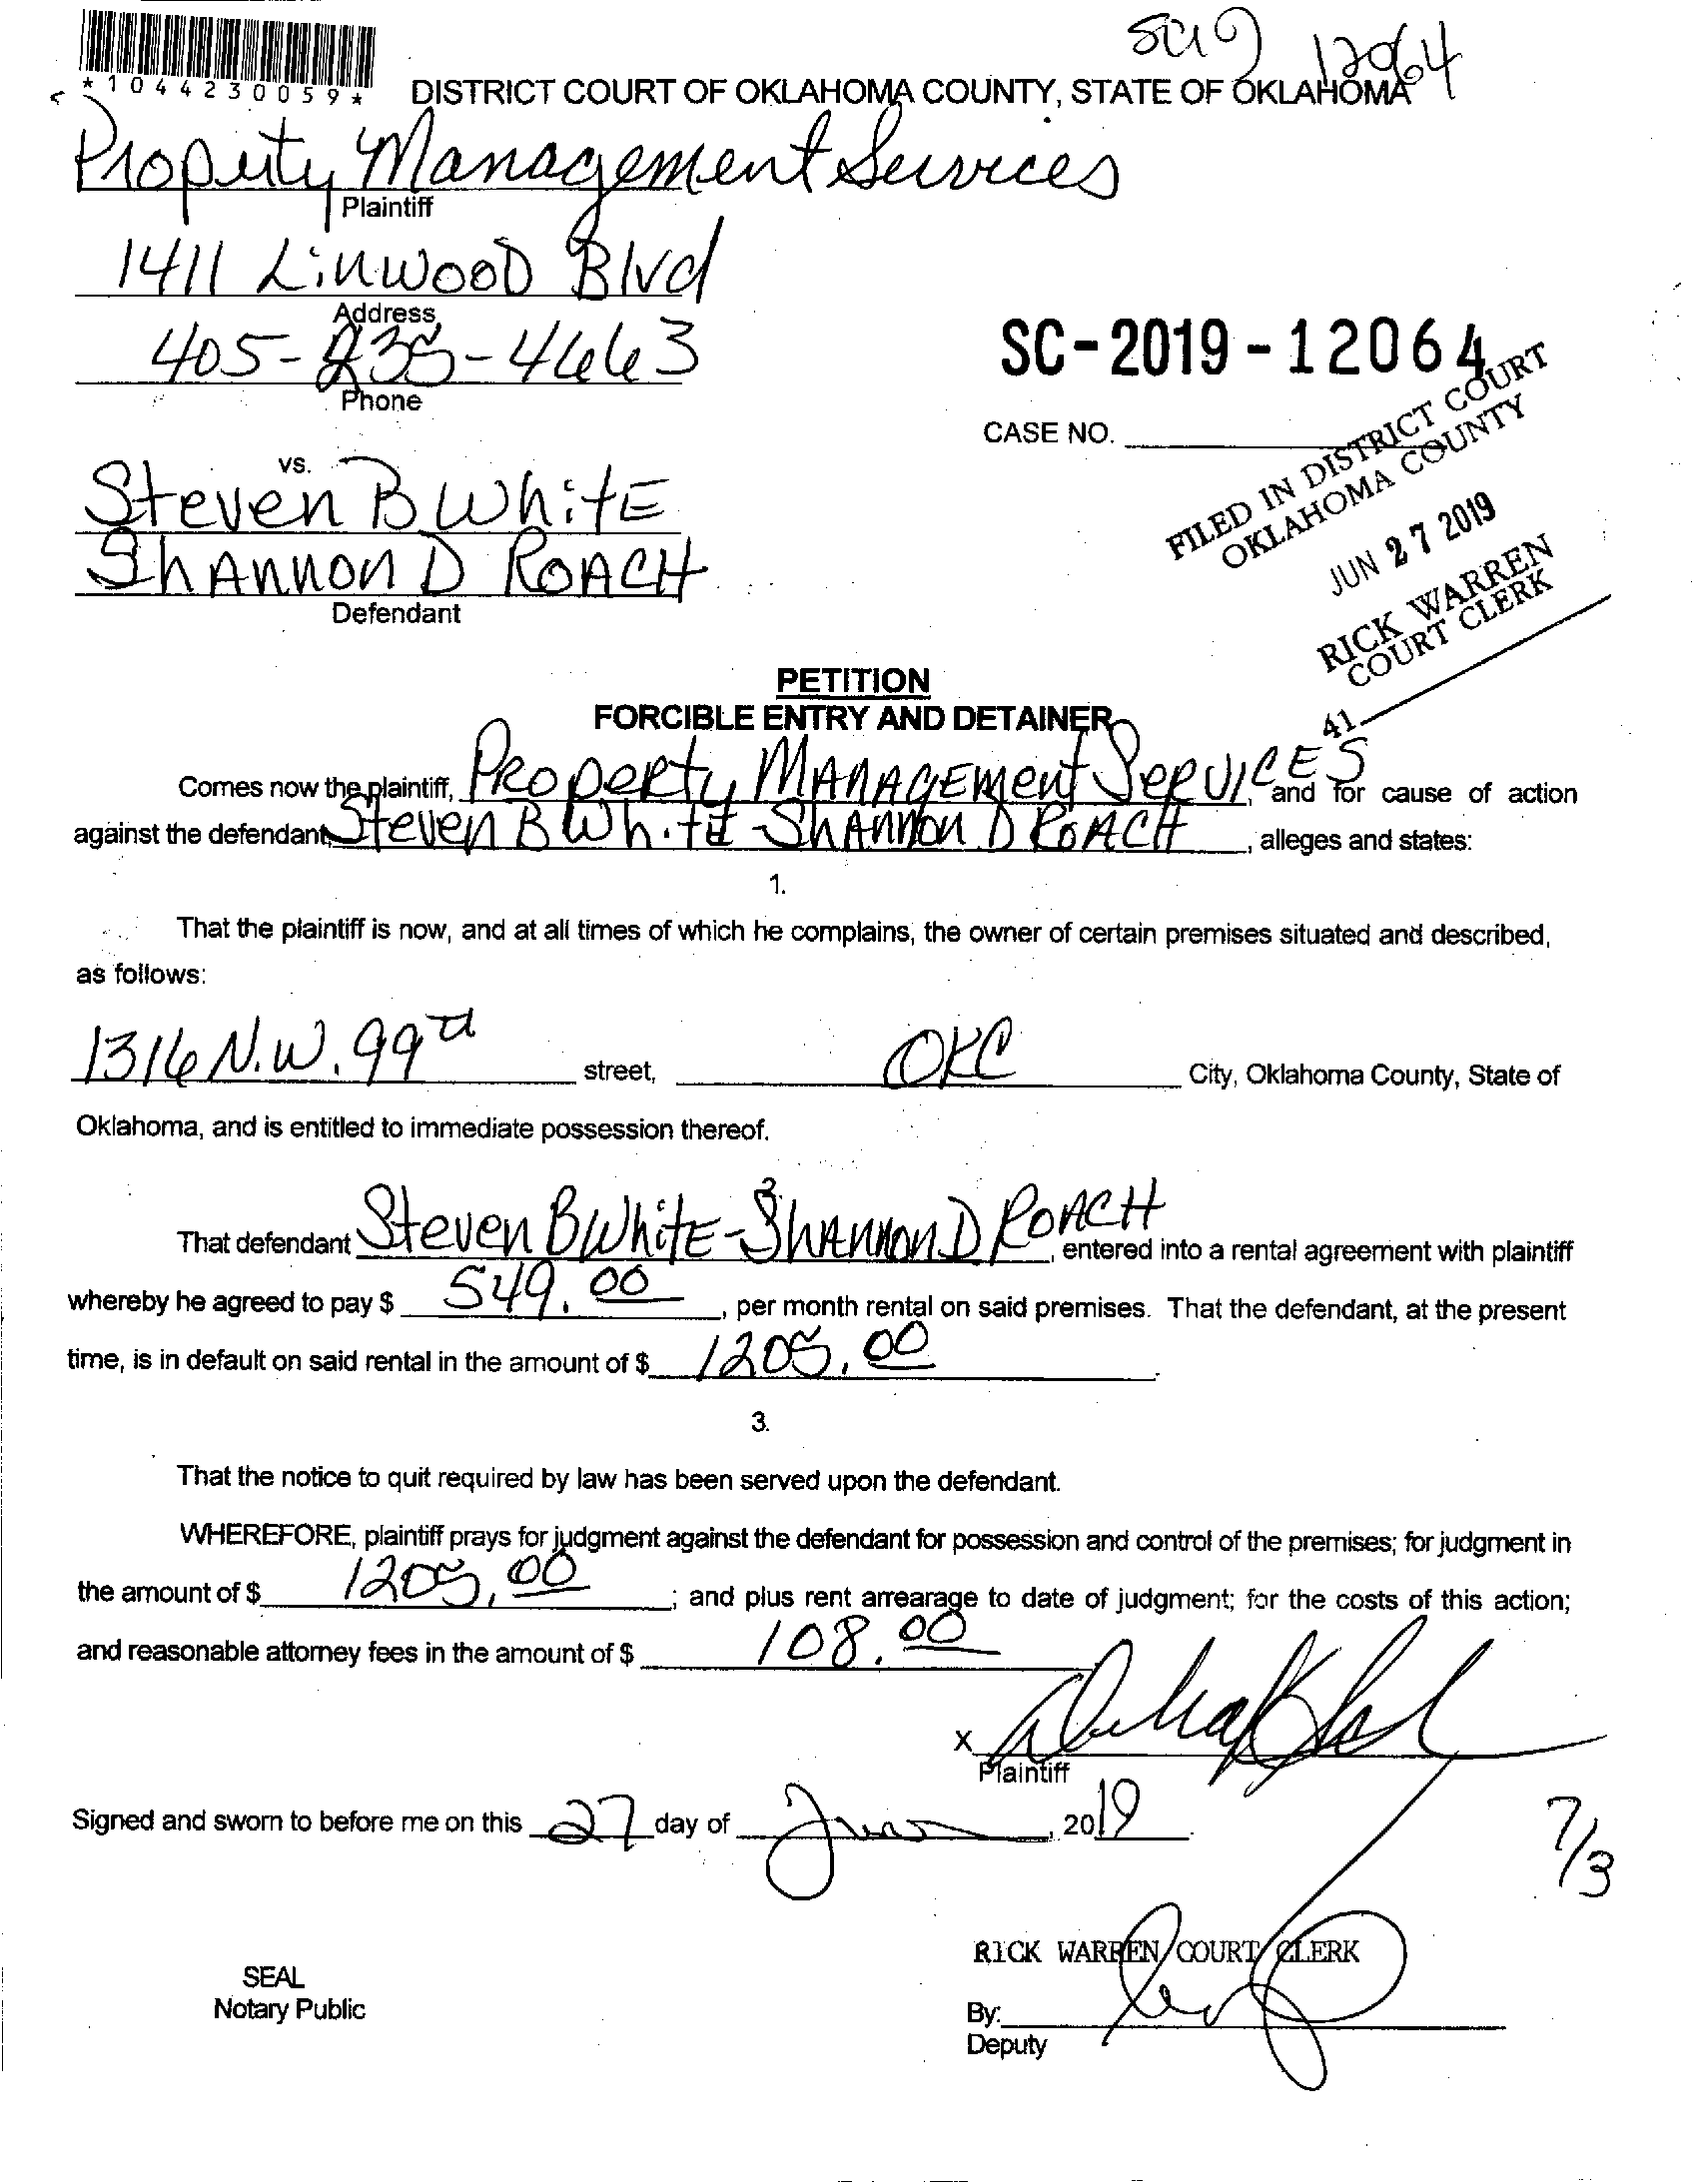 SC19 12064
*1044230059*
DISTRICT COURT OF OKLAHOMA COUNTY, STATE OF OKLAHOMA
Property Management Services
Plaintiff
1411 Linwood Blvd
Address
405-235-4663
Phone
SC-2019-12064
CASE NO.
FILED IN DISTRICT COURT
OKLAHOMA COUNTY
JUN 27 2019
RICK WARREN
COURT CLERK
41
vs.
Steven B White
Shannon D Roach
Defendant
PETITION
FORCIBLE ENTRY AND DETAINER
Comes now the plaintiff, Property Management Services, and for cause of action
against the defendant, Steven B White Shannon D Roach, alleges and states:
1.
That the plaintiff is now, and at all times of which he complains, the owner of certain premises situated and described,
as follows:
1316 N.W. 99th street, OKC City, Oklahoma County, State of
Oklahoma, and is entitled to immediate possession thereof.
2
That defendant Steven B White - Shannon D Roach, entered into a rental agreement with plaintiff
whereby he agreed to pay $ 549.00, per month rental on said premises. That the defendant, at the present
time, is in default on said rental in the amount of $ 1205.00.
3.
That the notice to quit required by law has been served upon the defendant.
WHEREFORE, plaintiff prays for judgment against the defendant for possession and control of the premises; for judgment in
the amount of $ 1205.00; and plus rent arrearage to date of judgment; for the costs of this action;
and reasonable attorney fees in the amount of $ 108.00
X
Plaintiff
Signed and sworn to before me on this 27 day of June, 2019.
7/3
RICK WARREN, COURT CLERK
SEAL
Notary Public
By:
Deputy